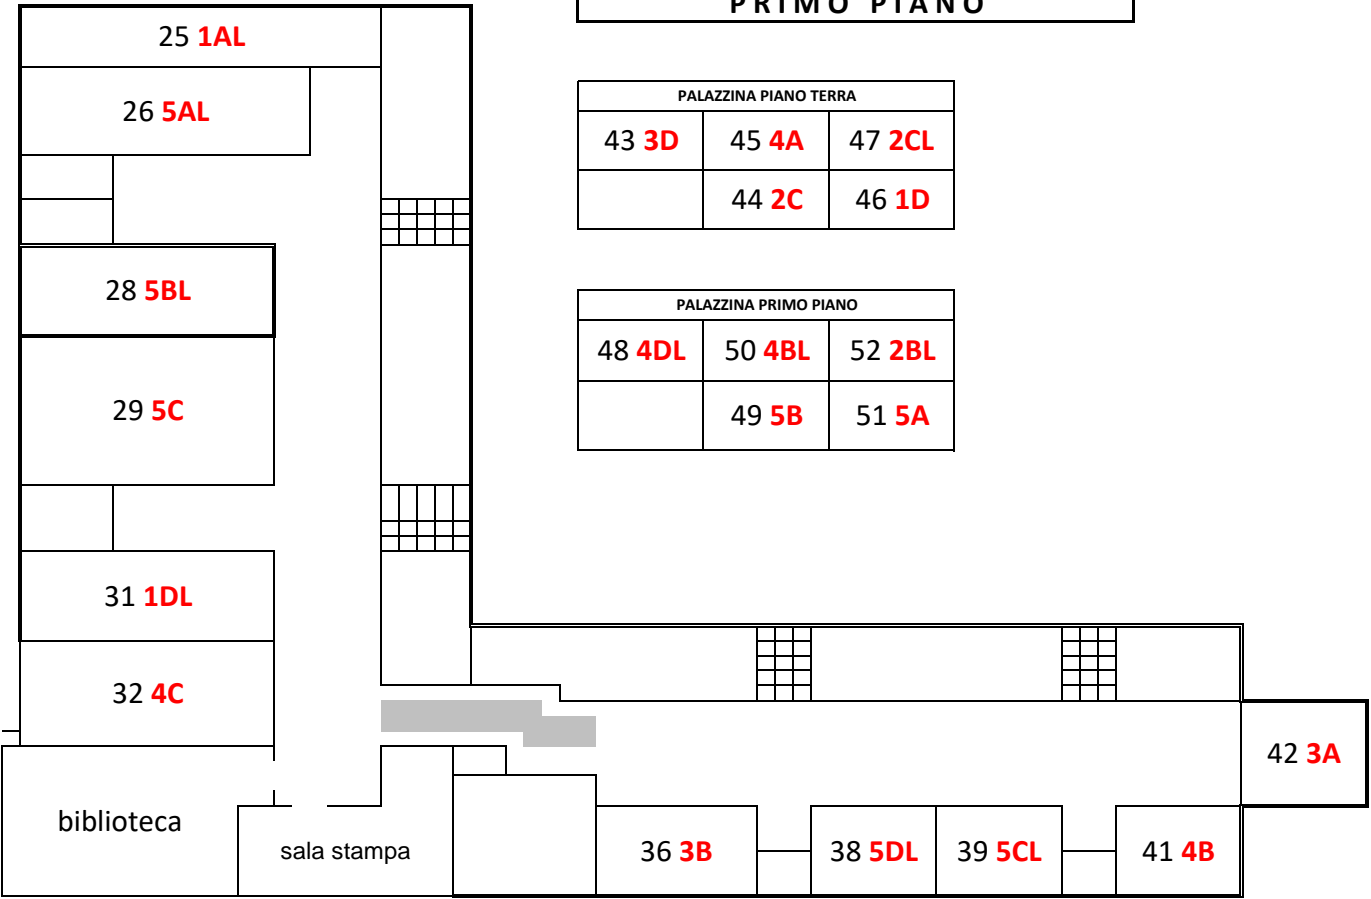 PRIMO PIANO
25 1AL
26 5AL
28 5BL
29 5C
31 1DL
32 4C
biblioteca
sala stampa
PALAZZINA PIANO TERRA
43 3D 45 4A 47 2CL
44 2C 46 1D
PALAZZINA PRIMO PIANO
48 4DL 50 4BL 52 2BL
49 5B 51 5A
36 3B
38 5DL
39 5CL
41 4B
42 3A